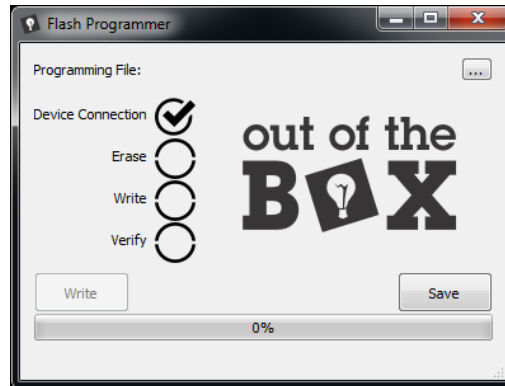 Flash Programmer
Programming File:
...
Device Connection
Erase
Write
Verify
out of the
BOX
Write
Save
0%